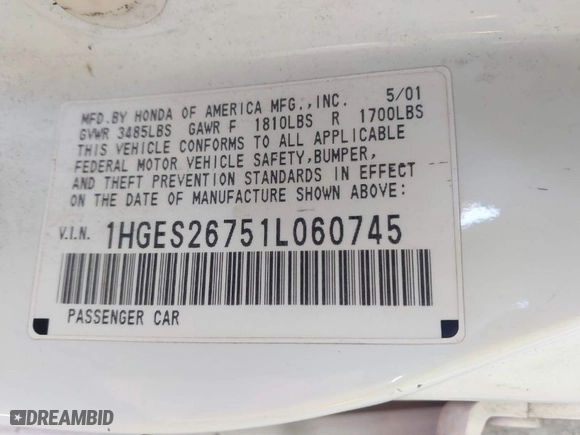 MFD.BY HONDA OF AMERICA MFG.,INC. 5/01
GVWR 3485LBS GAWR F 1810LBS R 1700LBS
THIS VEHICLE CONFORMS TO ALL APPLICABLE
FEDERAL MOTOR VEHICLE SAFETY,BUMPER,
AND THEFT PREVENTION STANDARDS IN EFFECT
ON THE DATE OF MANUFACTURE SHOWN ABOVE:
V.I.N. 1HGES26751L060745
PASSENGER CAR
DREAMBID